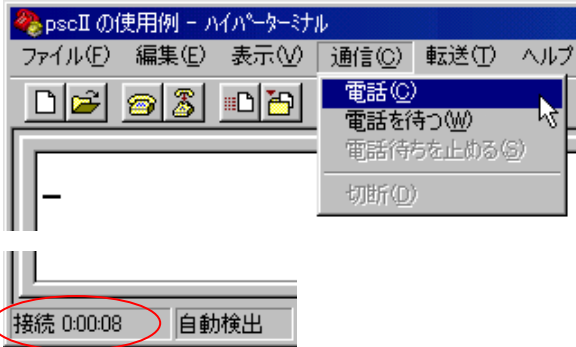 pscⅡ の使用例 - ﾊｲﾊﾟｰﾀｰﾐﾅﾙ
ﾌｧｲﾙ(F) 編集(E) 表示(V) 通信(C) 転送(T) ヘルプ
電話(C)
電話を待つ(W)
電話待ちを止める(S)
切断(D)
接続 0:00:08 自動検出